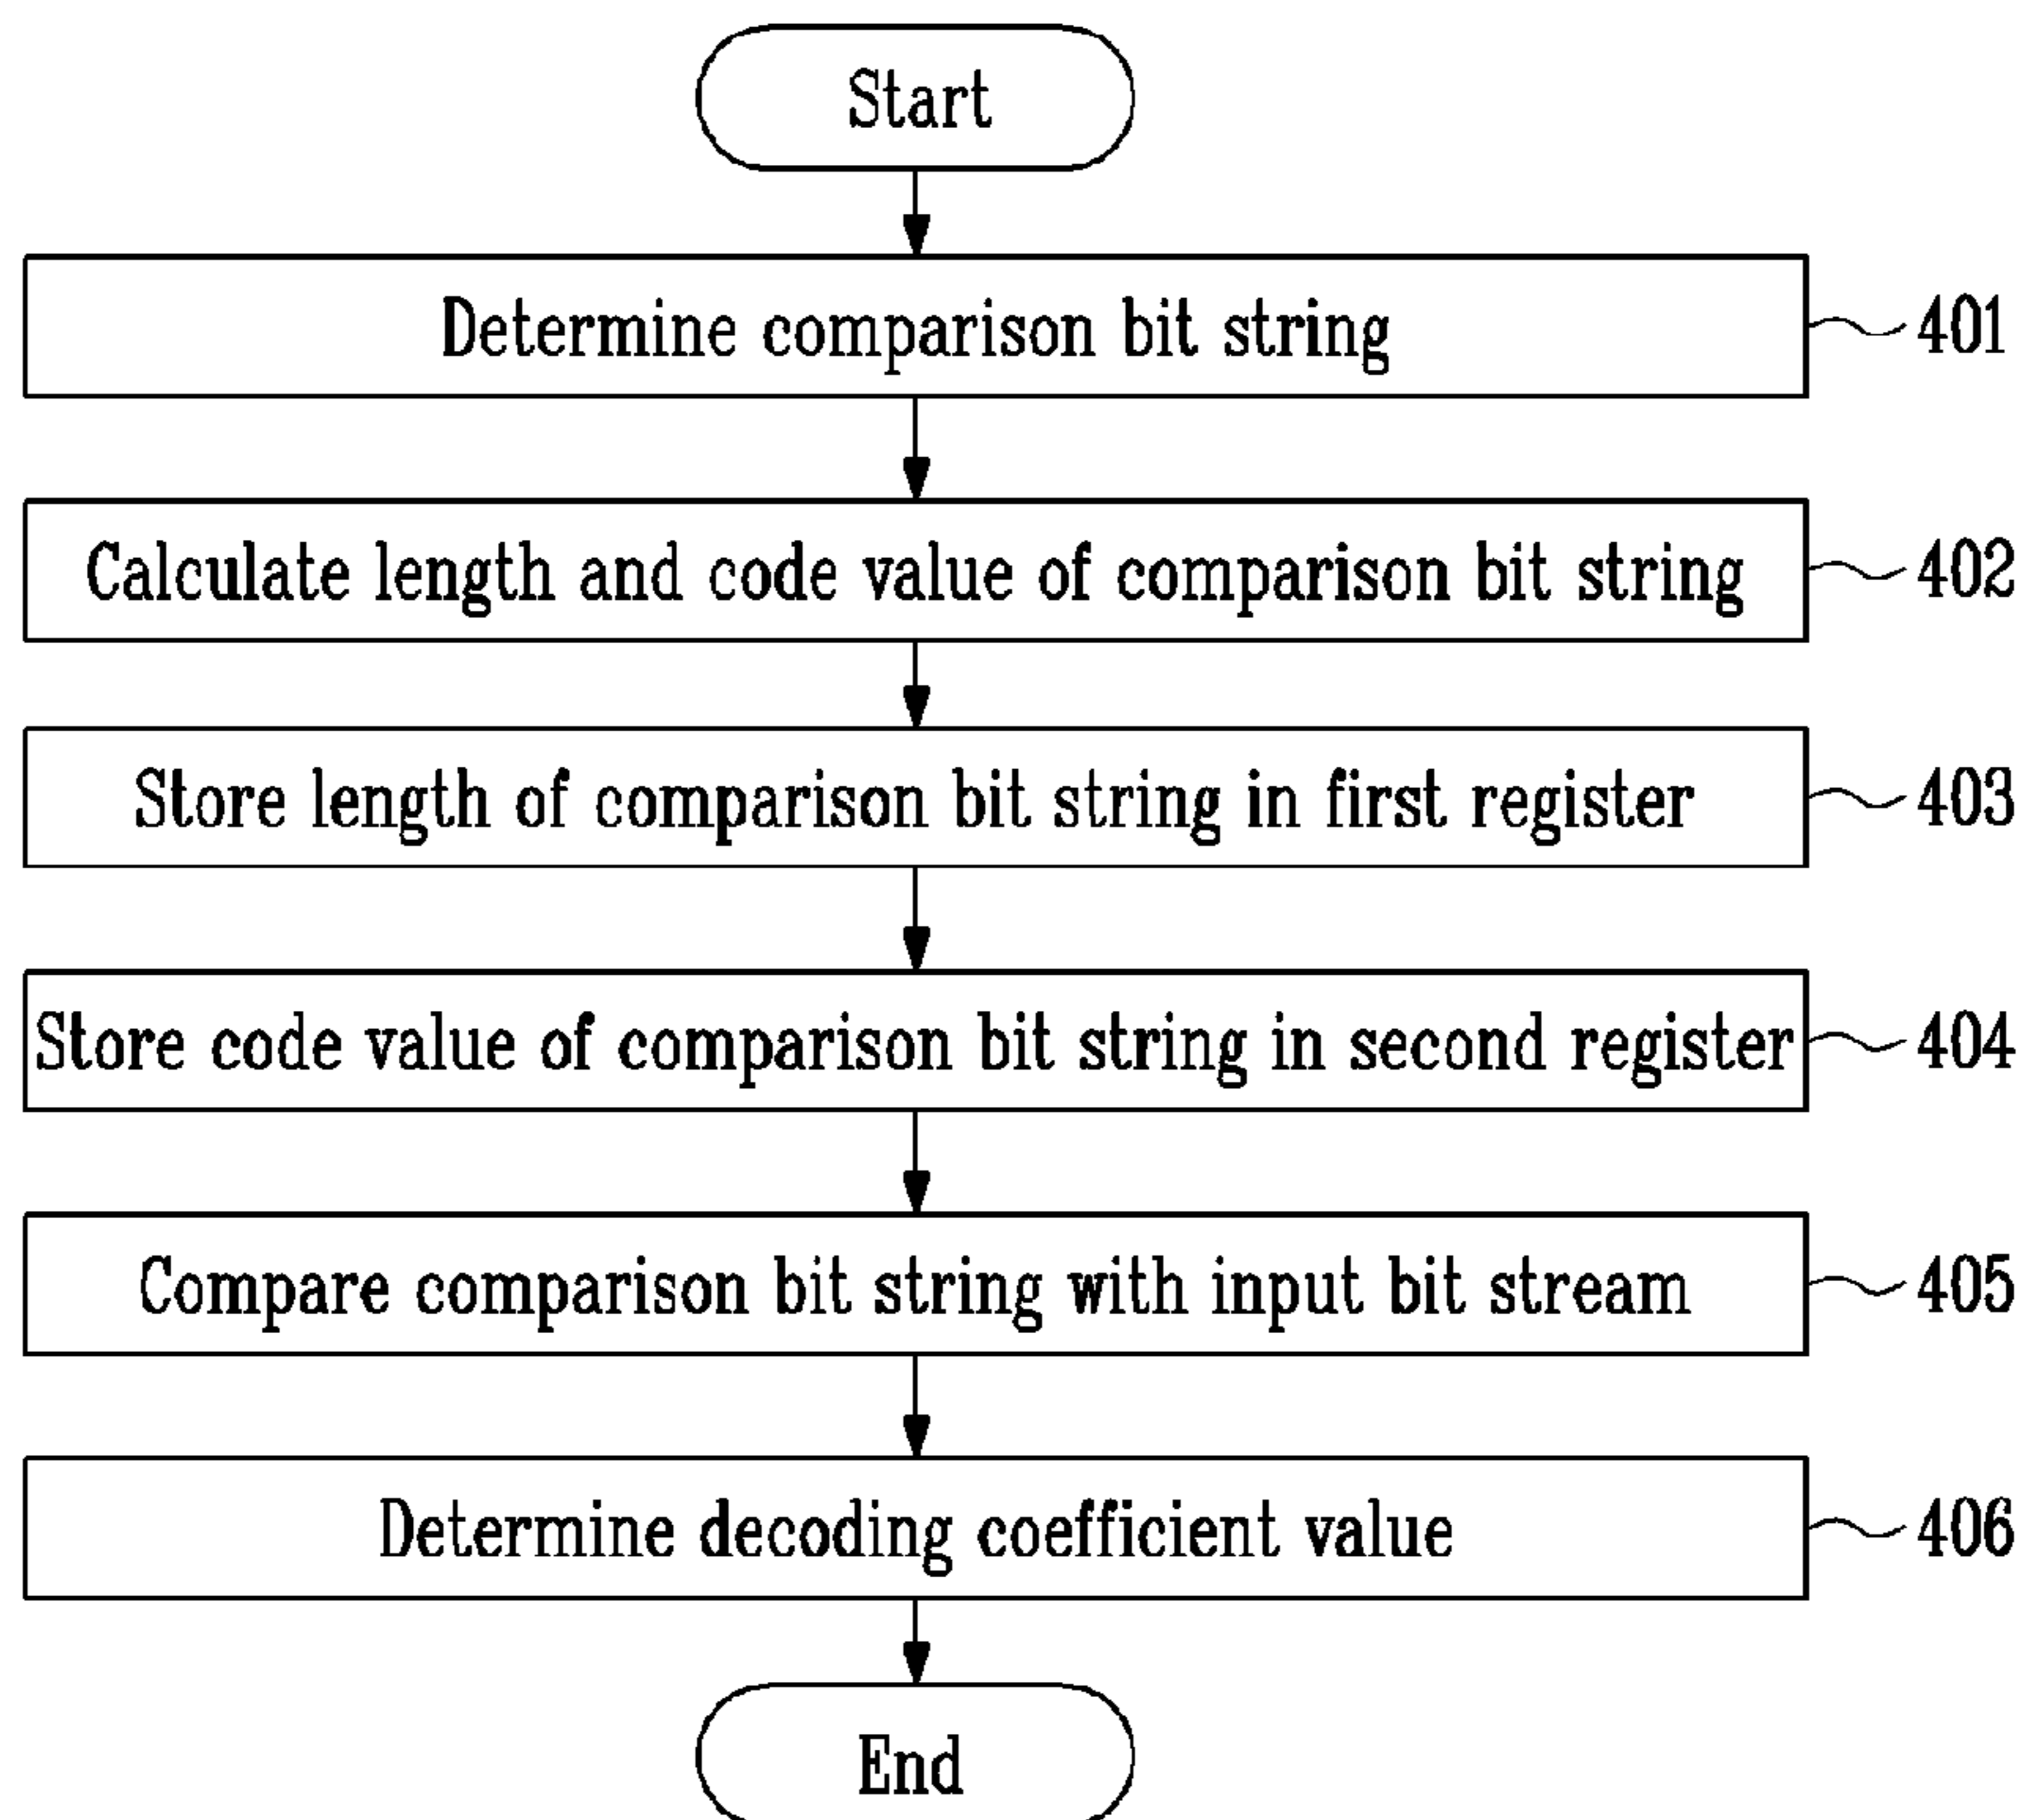 Start
Determine comparison bit string 401
Calculate length and code value of comparison bit string 402
Store length of comparison bit string in first register 403
Store code value of comparison bit string in second register 404
Compare comparison bit string with input bit stream 405
Determine decoding coefficient value 406
End